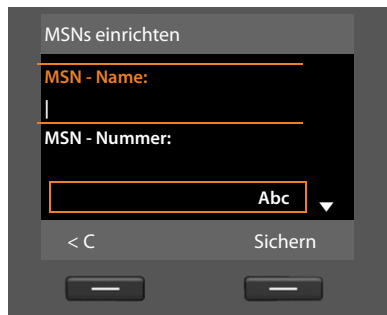 MSNs einrichten
MSN - Name:
MSN - Nummer:
Abc
< C Sichern